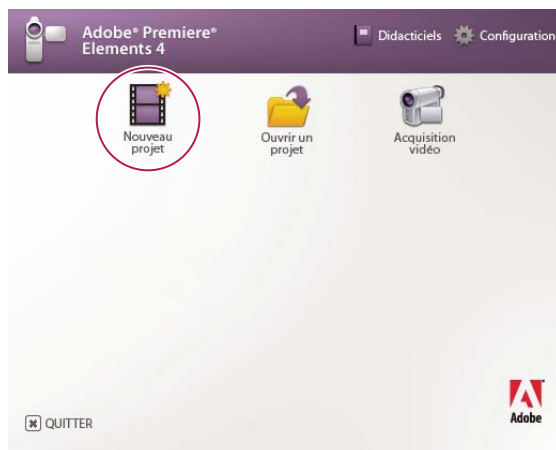 Adobe® Premiere®
Elements 4
Didacticiels
Configuration
Nouveau
projet
Ouvrir un
projet
Acquisition
vidéo
QUITTER
Adobe